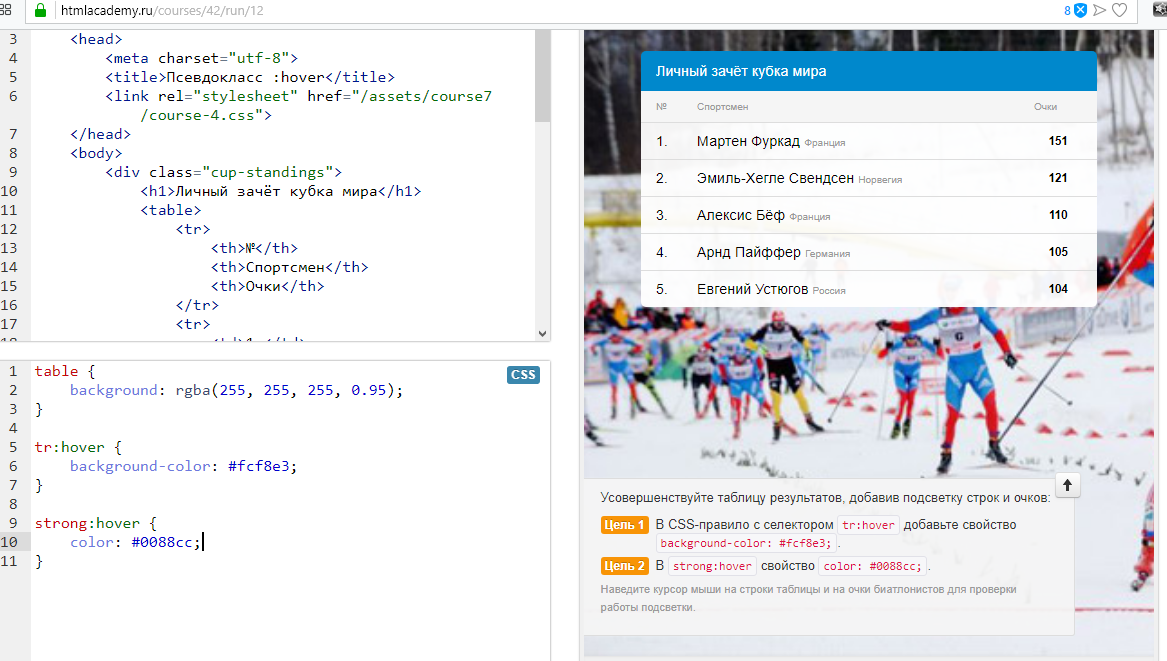 htmlacademy.ru/courses/42/run/12
8
3 <head>
4 <meta charset="utf-8">
5 <title>Псевдокласс :hover</title>
6 <link rel="stylesheet" href="/assets/course7
/course-4.css">
7 </head>
8 <body>
9 <div class="cup-standings">
10 <h1>Личный зачёт кубка мира</h1>
11 <table>
12 <tr>
13 <th>№</th>
14 <th>Спортсмен</th>
15 <th>Очки</th>
16 </tr>
17 <tr>
CSS
1 table {
2 background: rgba(255, 255, 255, 0.95);
3 }
4
5 tr:hover {
6 background-color: #fcf8e3;
7 }
8
9 strong:hover {
10 color: #0088cc;
11 }
Личный зачёт кубка мира
№ Спортсмен Очки
1. Мартен Фуркад Франция 151
2. Эмиль-Хегле Свендсен Норвегия 121
3. Алексис Бёф Франция 110
4. Арнд Пайффер Германия 105
5. Евгений Устюгов Россия 104
6
Усовершенствуйте таблицу результатов, добавив подсветку строк и очков:
Цель 1 В CSS-правило с селектором tr:hover добавьте свойство
background-color: #fcf8e3; .
Цель 2 В strong:hover свойство color: #0088cc; .
Наведите курсор мыши на строки таблицы и на очки биатлонистов для проверки
работы подсветки.